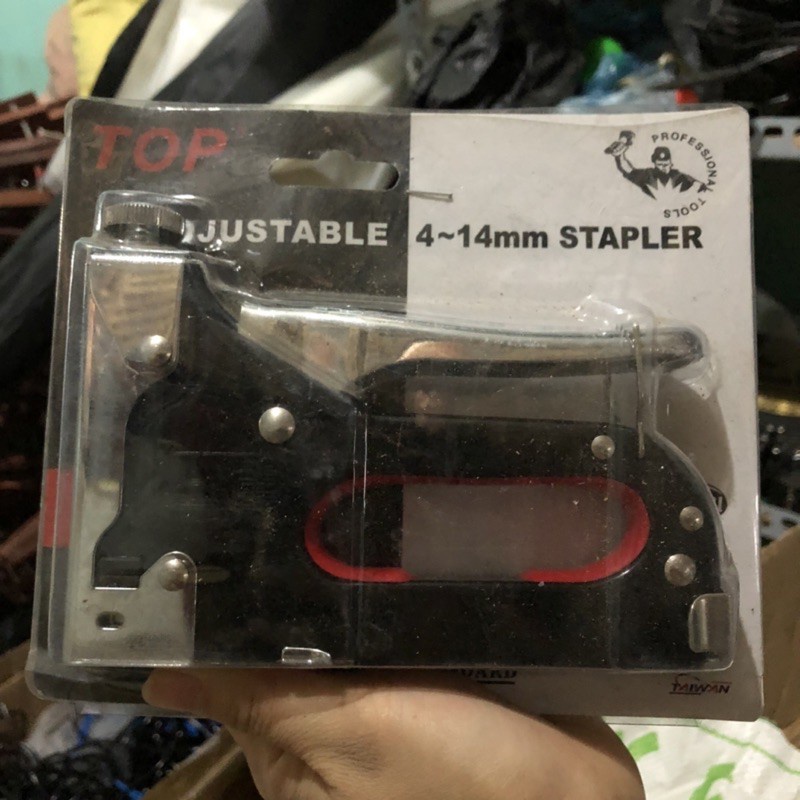 TOP
PROFESSIONAL TOOLS
JUSTABLE 4~14mm STAPLER
TAIWAN